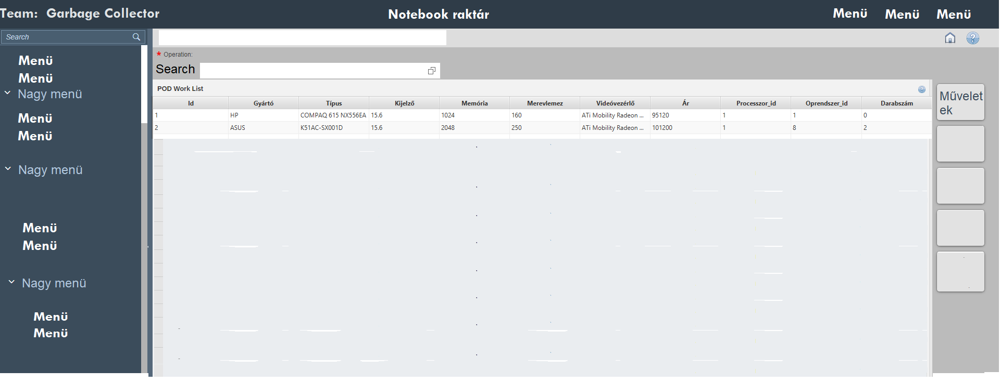 Team:  Garbage Collector
Notebook raktár
Menü Menü Menü
Search
Menü
Menü
Nagy menü
Menü
Menü
Nagy menü
Menü
Menü
Nagy menü
Menü
Menü
* Operation:
Search
POD Work List
Id Gyártó Típus Kijelző Memória Merevlemez Videóvezérlő Ár Processzor_id Oprendszer_id Darabszám
1 HP COMPAQ 615 NX556EA 15.6 1024 160 ATi Mobility Radeon ... 95120 1 1 0
2 ASUS K51AC-SX001D 15.6 2048 250 ATi Mobility Radeon ... 101200 1 8 2
Művelet
ek